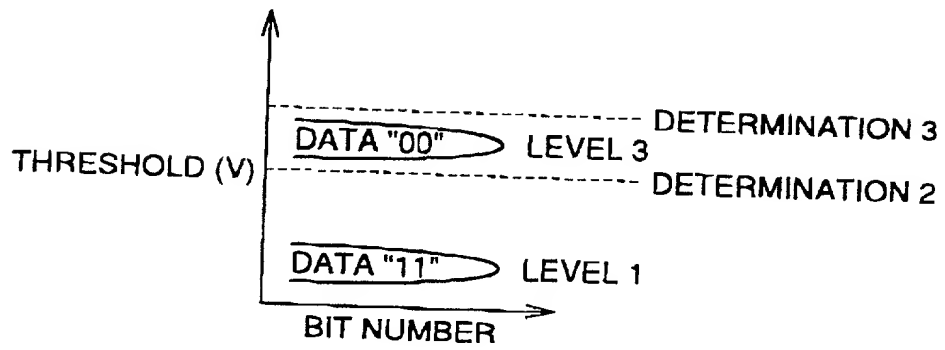 DETERMINATION 3
DATA "00" LEVEL 3
THRESHOLD (V)
DETERMINATION 2
DATA "11" LEVEL 1
BIT NUMBER